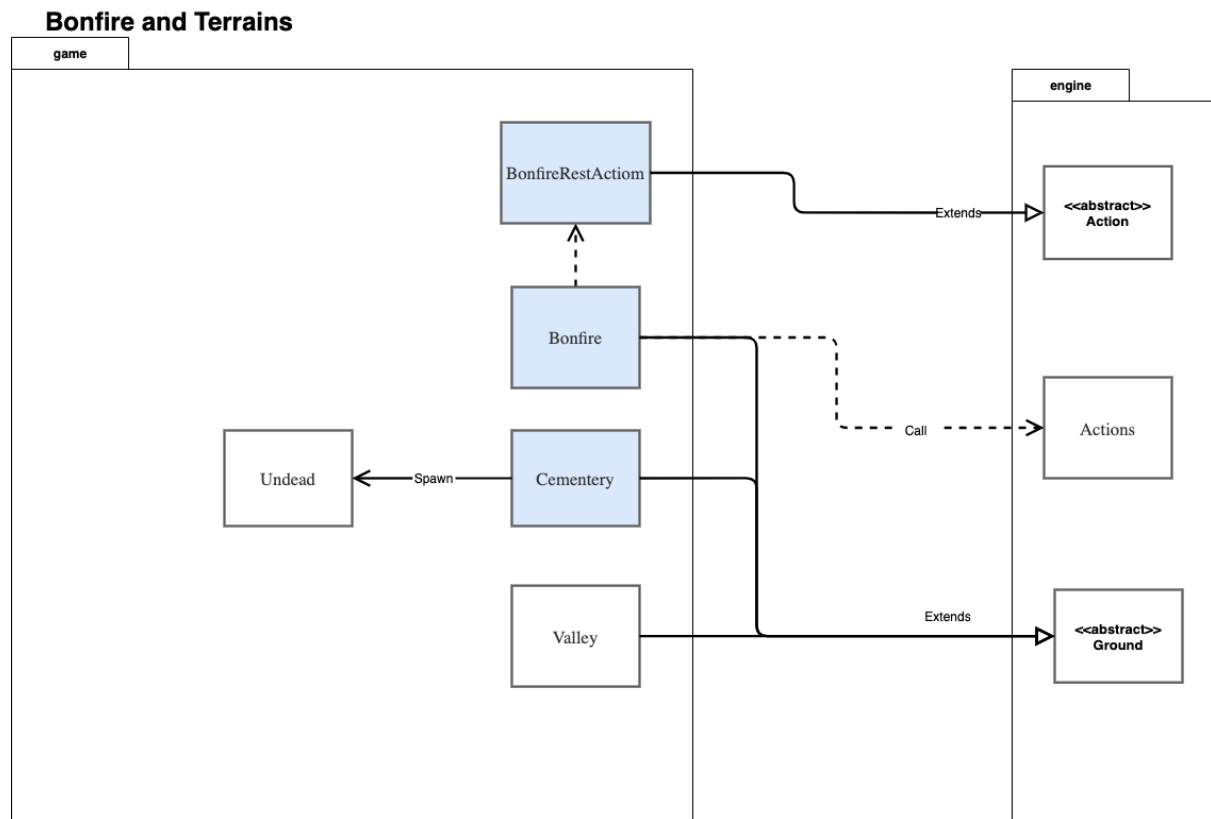 Bonfire and Terrains
game
engine
BonfireRestActiom
Extends
<<abstract>>
Action
Bonfire
Call
Actions
Undead
Spawn
Cementery
Valley
Extends
<<abstract>>
Ground